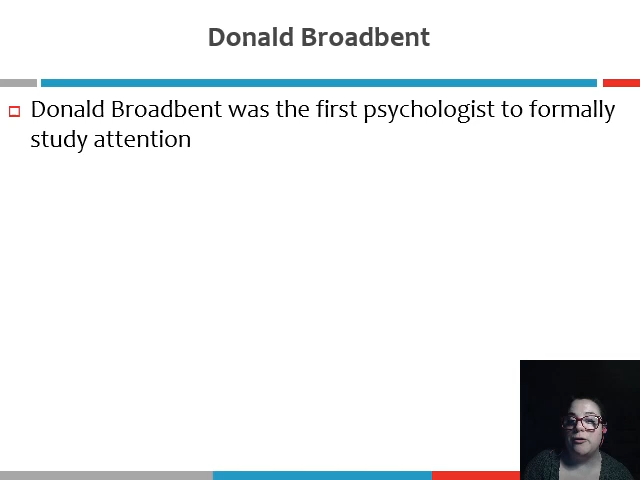 Donald Broadbent
Donald Broadbent was the first psychologist to formally
study attention